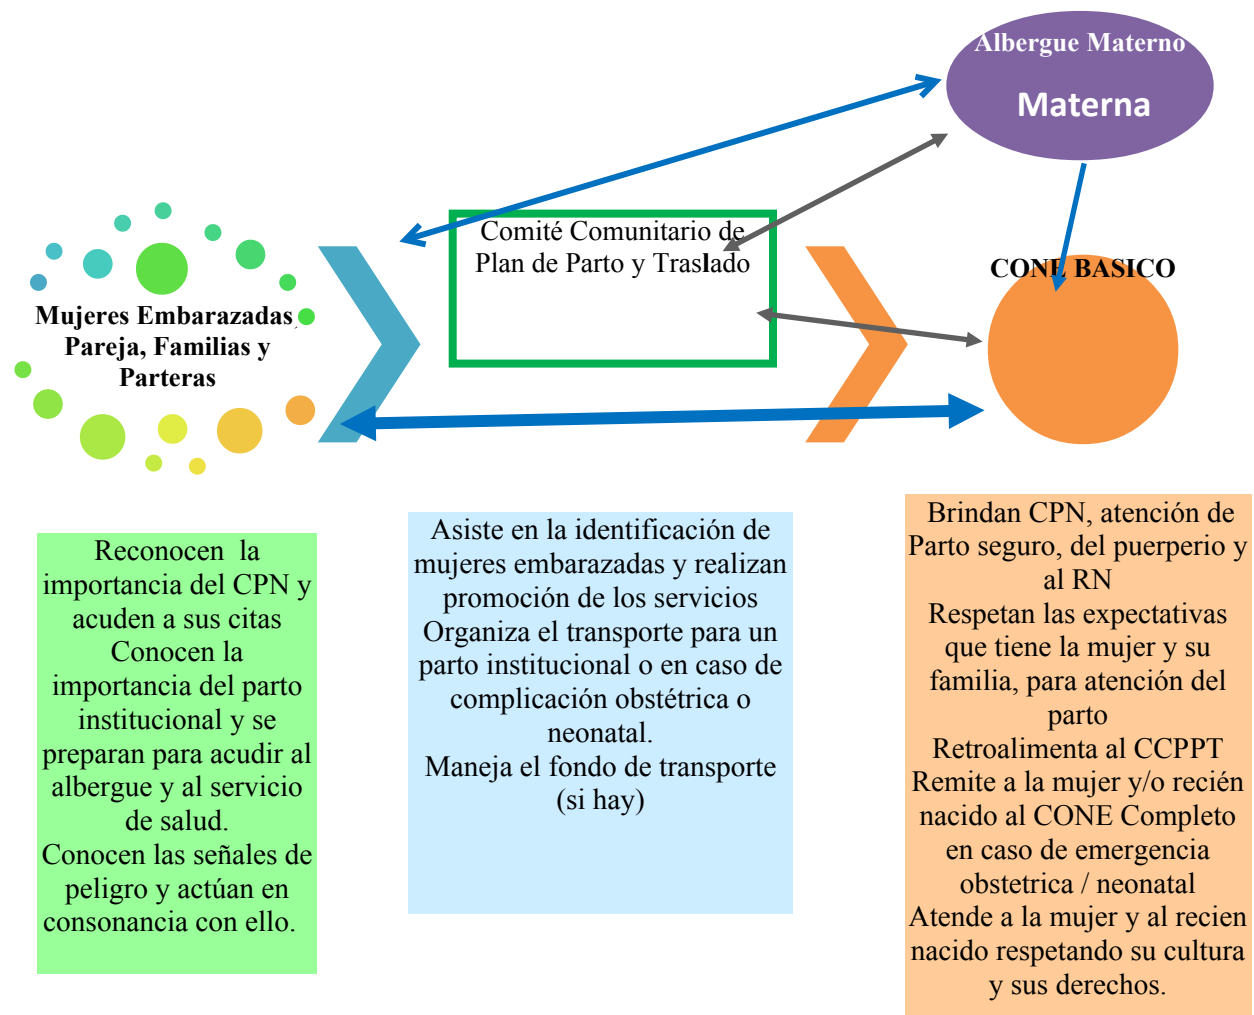 Albergue Materno
Materna
Comité Comunitario de
Plan de Parto y Traslado
CONE BASICO
Mujeres Embarazadas,
Pareja, Familias y
Parteras
Reconocen la
importancia del CPN y
acuden a sus citas
Conocen la
importancia del parto
institucional y se
preparan para acudir al
albergue y al servicio
de salud.
Conocen las señales de
peligro y actúan en
consonancia con ello.
Asiste en la identificación de
mujeres embarazadas y realizan
promoción de los servicios
Organiza el transporte para un
parto institucional o en caso de
complicación obstétrica o
neonatal.
Maneja el fondo de transporte
(si hay)
Brindan CPN, atención de
Parto seguro, del puerperio y
al RN
Respetan las expectativas
que tiene la mujer y su
familia, para atención del
parto
Retroalimenta al CCPPT
Remite a la mujer y/o recién
nacido al CONE Completo
en caso de emergencia
obstetrica / neonatal
Atende a la mujer y al recien
nacido respetando su cultura
y sus derechos.